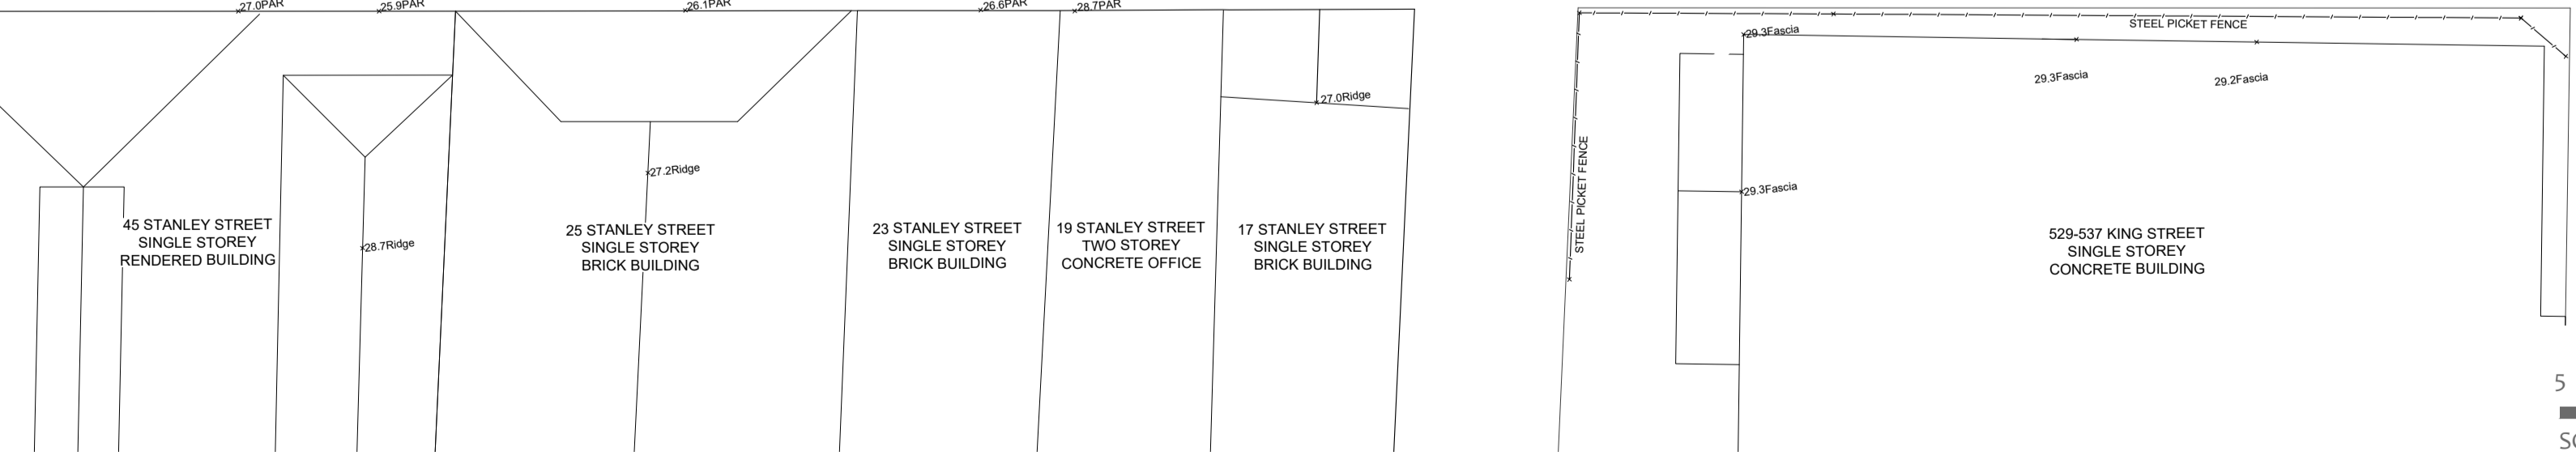 27.0PAR
25.9PAR
26.1PAR
26.6PAR
28.7PAR
STEEL PICKET FENCE
29.3Fascia
29.3Fascia
29.2Fascia
27.0Ridge
27.2Ridge
29.3Fascia
STEEL PICKET FENCE
45 STANLEY STREET
SINGLE STOREY
RENDERED BUILDING
28.7Ridge
25 STANLEY STREET
SINGLE STOREY
BRICK BUILDING
23 STANLEY STREET
SINGLE STOREY
BRICK BUILDING
19 STANLEY STREET
TWO STOREY
CONCRETE OFFICE
17 STANLEY STREET
SINGLE STOREY
BRICK BUILDING
529-537 KING STREET
SINGLE STOREY
CONCRETE BUILDING
5